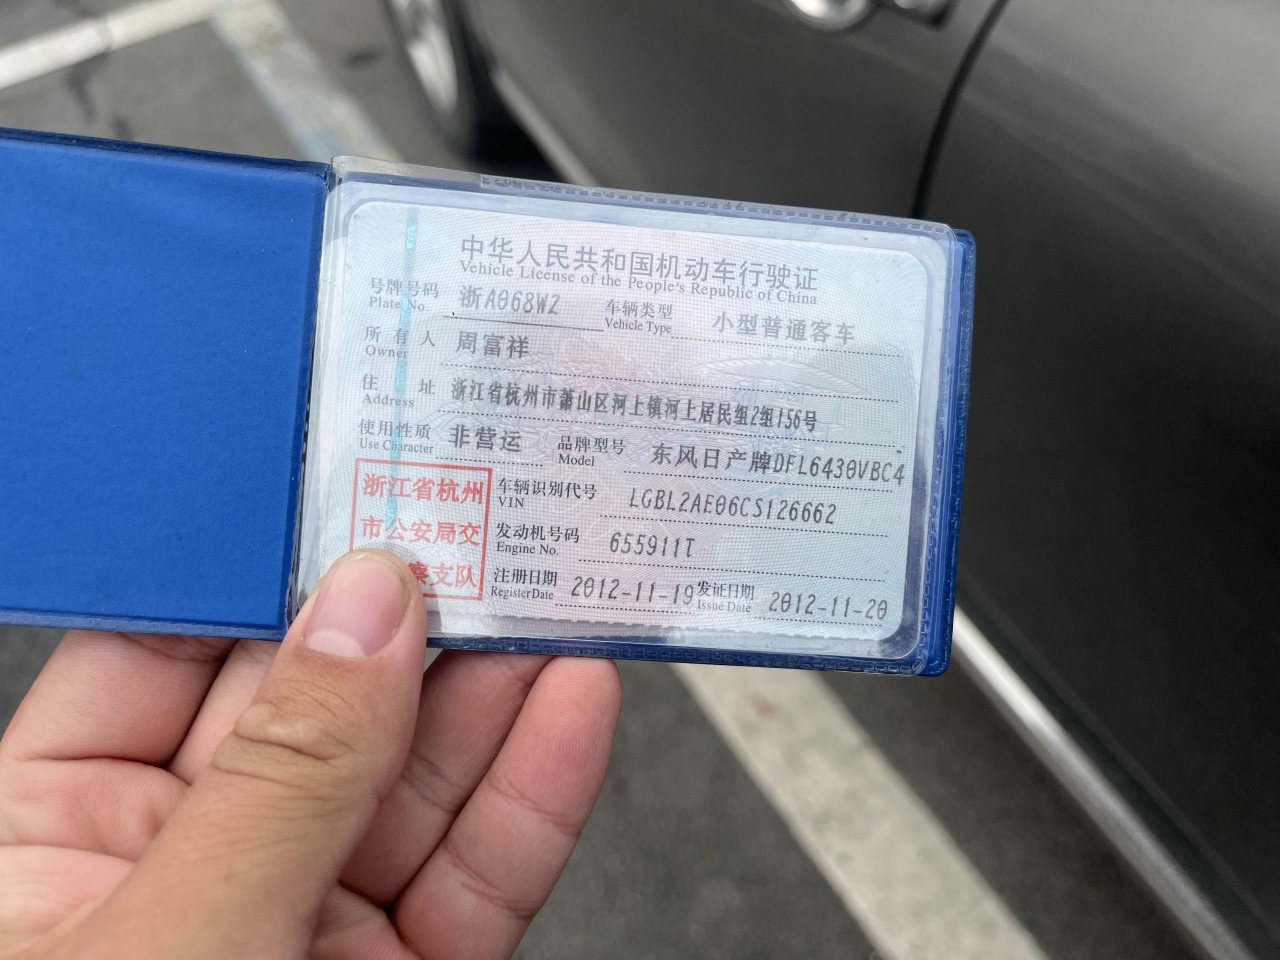 中华人民共和国机动车行驶证
Vehicle License of the People's Republic of China
号牌号码 浙A068WZ 车辆类型 小型普通客车
Plate No. Vehicle Type
所有人 周富祥
Owner
住址 浙江省杭州市萧山区河上镇河上居民组2组156号
Address
使用性质 非营运 品牌型号 东风日产牌DFL6430VBC4
Use Character Model
浙江省杭州
市公安局交
察支队
车辆识别代号 LGBL2AE06CS126662
VIN
发动机号码 655911T
Engine No.
注册日期 2012-11-19 发证日期 2012-11-20
Register Date Issue Date